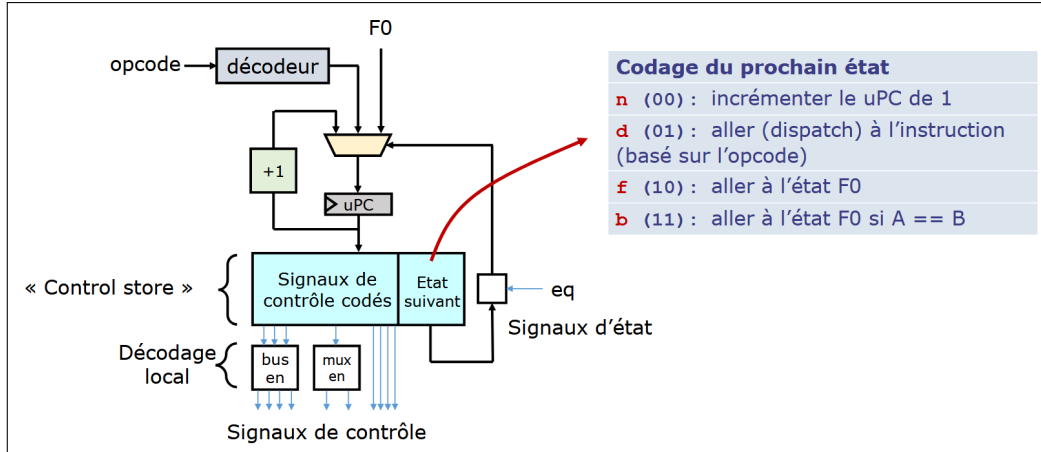 F0
opcode
décodeur
+1
uPC
« Control store »
Signaux de
contrôle codés
Etat
suivant
eq
Signaux d'état
Décodage
local
bus
en
mux
en
Signaux de contrôle
Codage du prochain état
n (00) : incrémenter le uPC de 1
d (01) : aller (dispatch) à l'instruction
(basé sur l'opcode)
f (10) : aller à l'état F0
b (11) : aller à l'état F0 si A == B